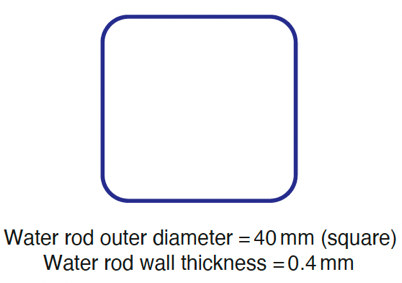 Water rod outer diameter = 40 mm (square)
Water rod wall thickness = 0.4 mm